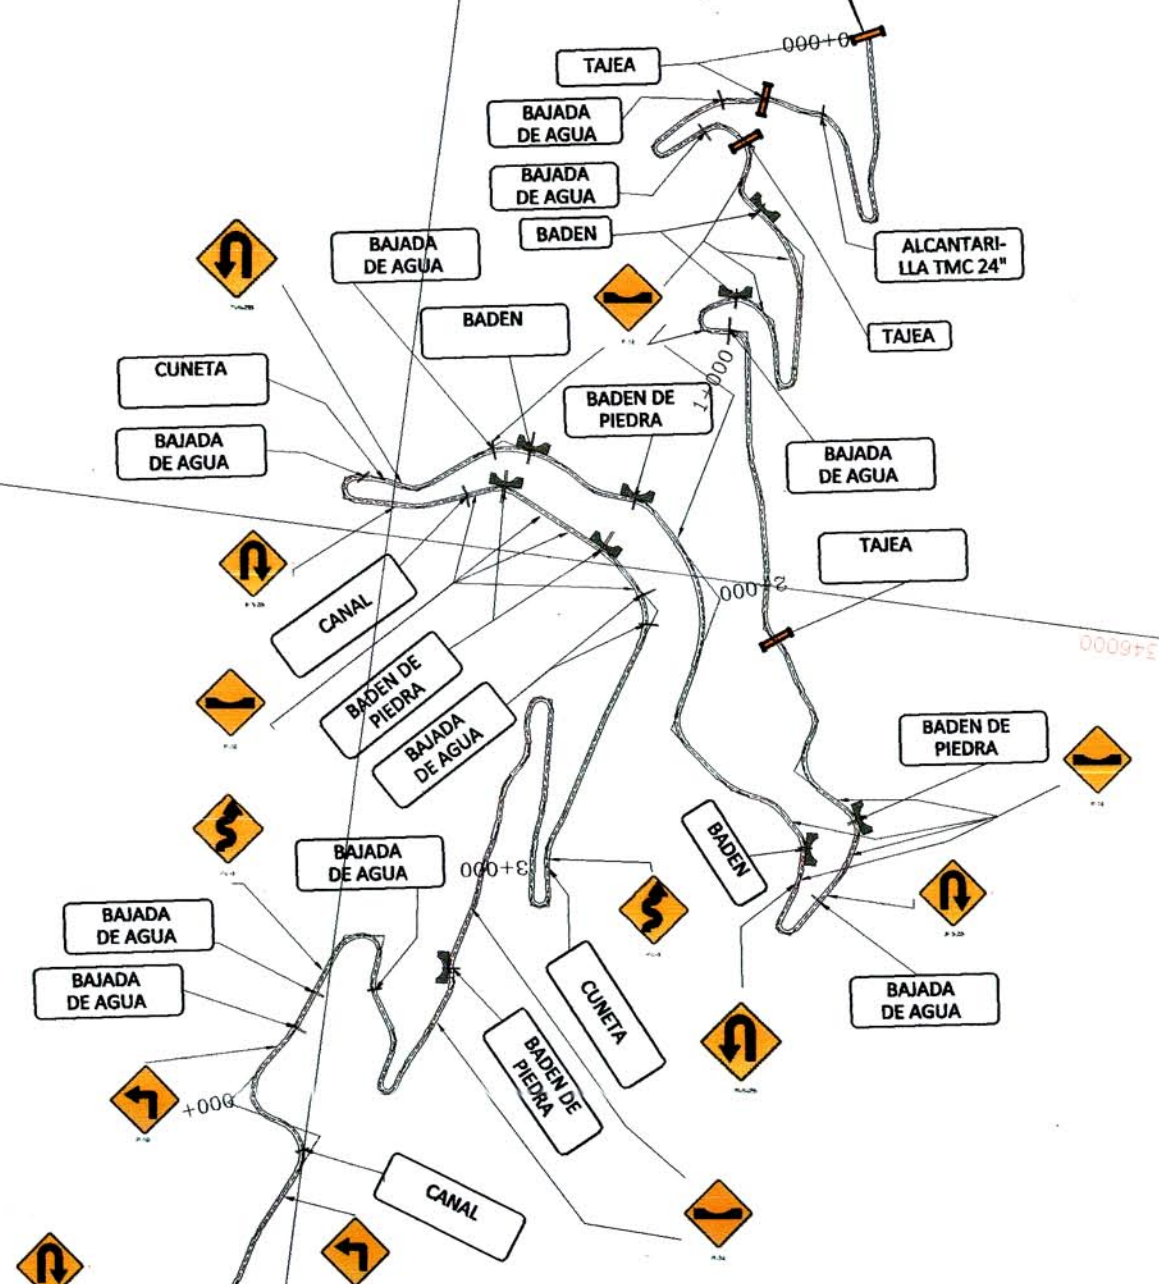 0+000
TAJEA
BAJADA
DE AGUA
BAJADA
DE AGUA
BADEN
ALCANTARI-
LLA TMC 24"
BAJADA
DE AGUA
BADEN
TAJEA
CUNETA
BADEN DE
PIEDRA
1+000
BAJADA
DE AGUA
BAJADA
DE AGUA
TAJEA
2+000
346000
CANAL
BADEN DE
PIEDRA
BAJADA
DE AGUA
BADEN DE
PIEDRA
BADEN
BAJADA
DE AGUA
3+000
BAJADA
DE AGUA
BAJADA
DE AGUA
CUNETA
BAJADA
DE AGUA
BADEN DE
PIEDRA
+000
CANAL